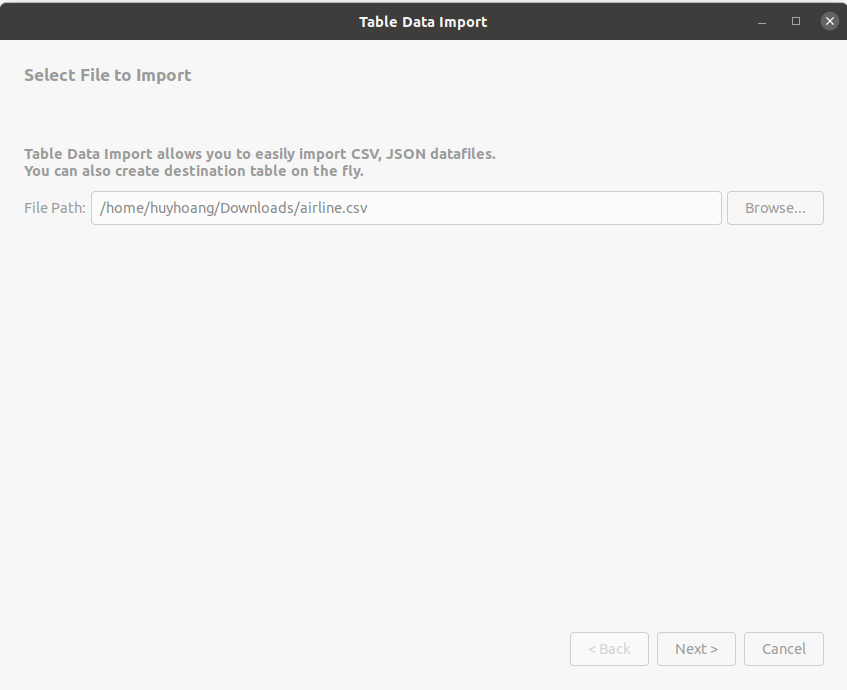 Table Data Import
Select File to Import
Table Data Import allows you to easily import CSV, JSON datafiles.
You can also create destination table on the fly.
File Path: /home/huyhoang/Downloads/airline.csv Browse...
< Back Next > Cancel